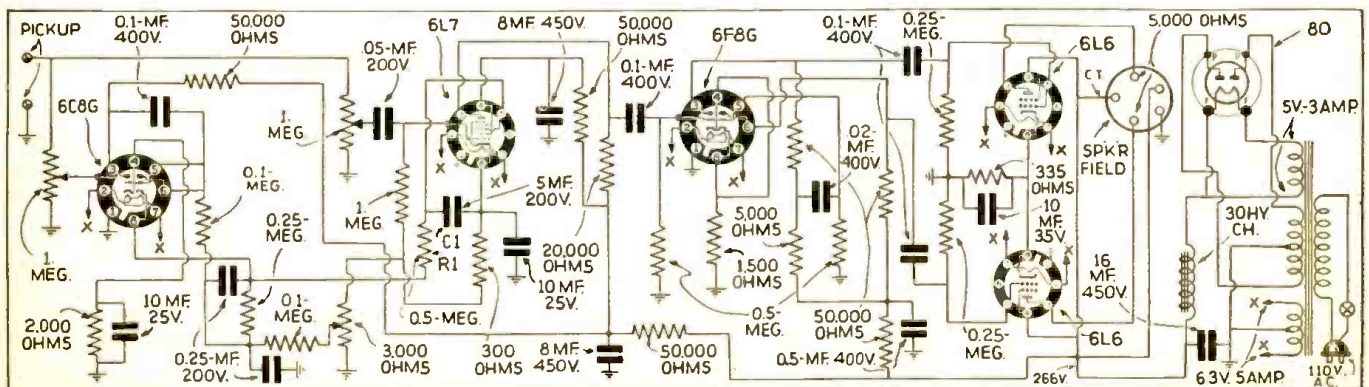 PICKUP
0.1-MF.
400V.
50,000
OHMS
.05-MF.
200V.
6L7
8 MF. 450V.
50,000
OHMS
0.1-MF.
400V.
6F8G
0.1-MF.
400V.
0.25-
MEG.
6L6
5,000 OHMS
80
6C8G
1.
MEG.
C.T.
SPKR
FIELD
5V.-3AMP.
.02-
MF.
400V.
1.
MEG.
0.1-
MEG.
0.25-
MEG.
1.
MEG.
C1
R1
5 MF.
200V.
20,000
OHMS
5,000
OHMS
1,500
OHMS
335
OHMS
10
MF.
35V.
30HY.
CH.
16
MF.
450V.
2,000
OHMS
10 MF.
25V.
0.25-MF.
200V.
0.1-
MEG.
3,000
OHMS
0.5-MEG.
300
OHMS
10 MF.
25V.
8 MF.
450V.
50,000
OHMS
0.5-
MEG.
50,000
OHMS
0.5-MF. 400V.
0.25-
MEG.
6L6
266V.
6.3V. 5AMP.
110V.
A.C.
X
X
X
X
X
X
X
X
X
X
X